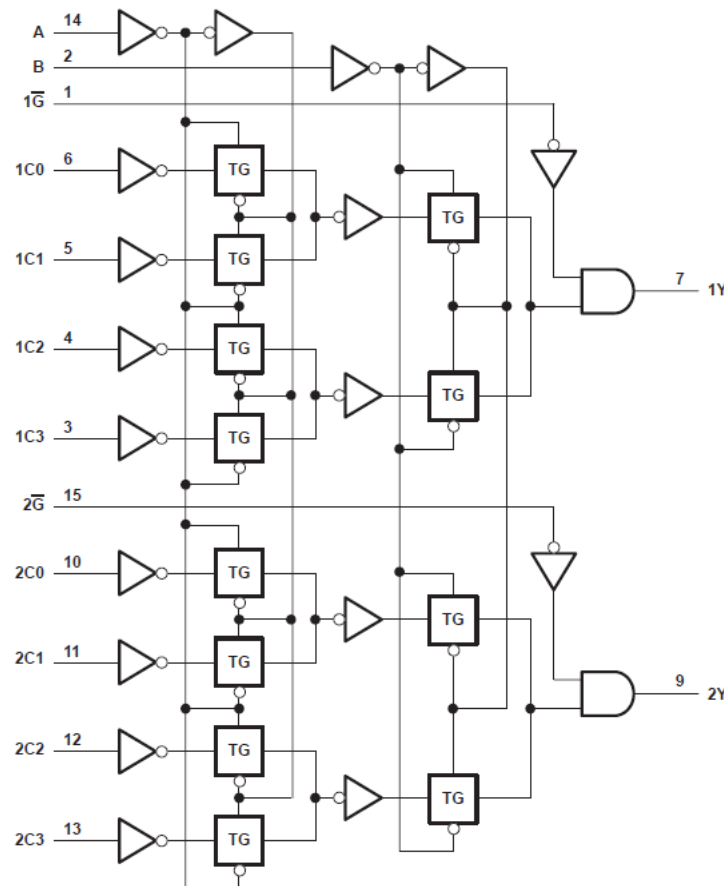 A 14
B 2
1G̅ 1
1C0 6 TG
1C1 5 TG
TG
7 1Y
1C2 4 TG
TG
1C3 3 TG
2G̅ 15
2C0 10 TG
TG
2C1 11 TG
9 2Y
2C2 12 TG
TG
2C3 13 TG